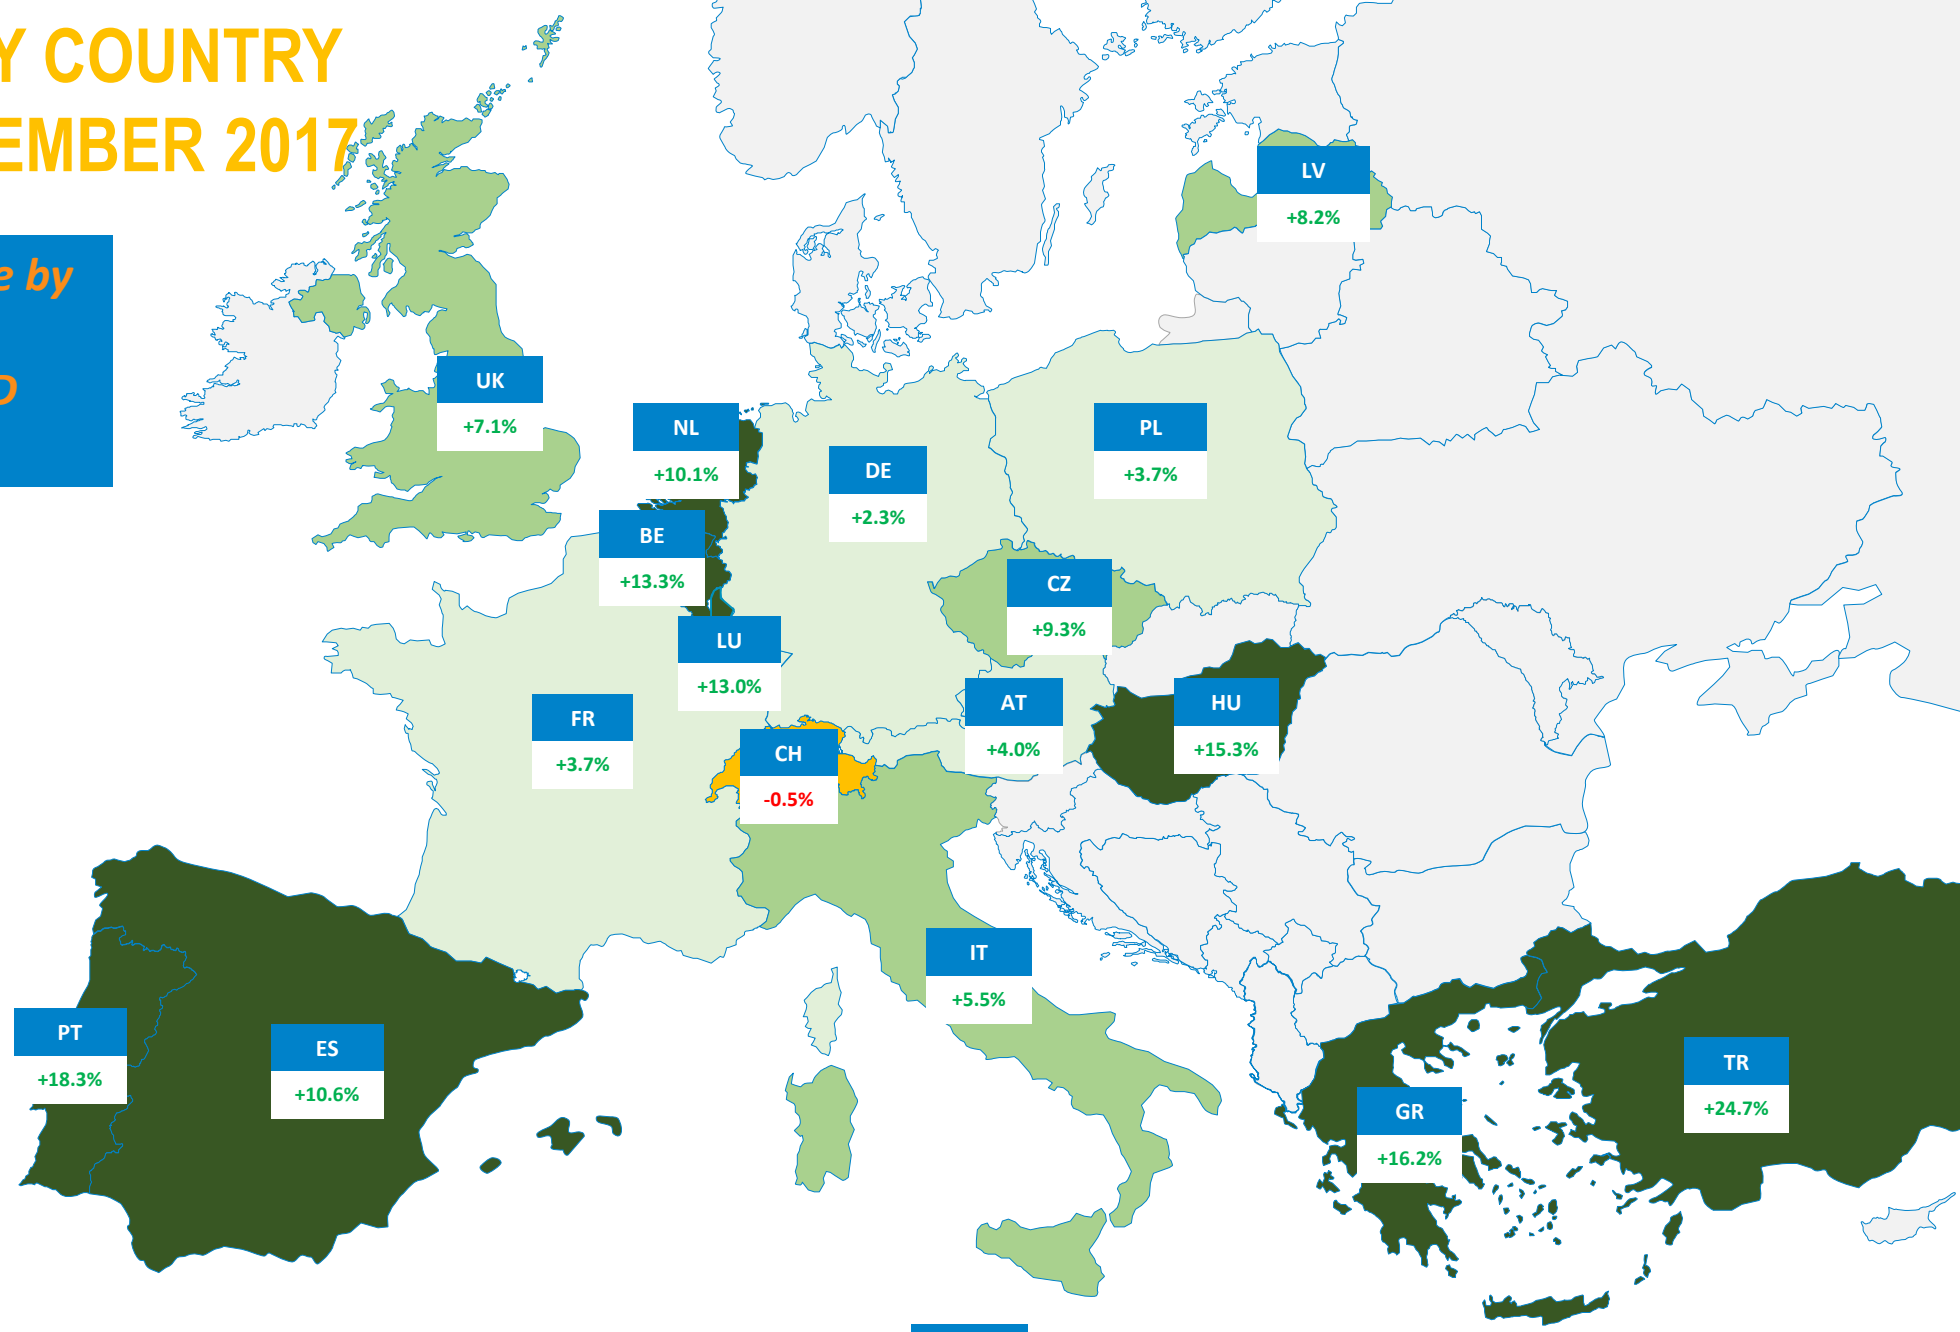 Y COUNTRY
EMBER 2017
e by
D
LV
+8.2%
UK
+7.1%
NL
+10.1%
PL
+3.7%
DE
+2.3%
BE
+13.3%
CZ
+9.3%
LU
+13.0%
AT
+4.0%
HU
+15.3%
FR
+3.7%
CH
-0.5%
IT
+5.5%
PT
+18.3%
ES
+10.6%
TR
+24.7%
GR
+16.2%